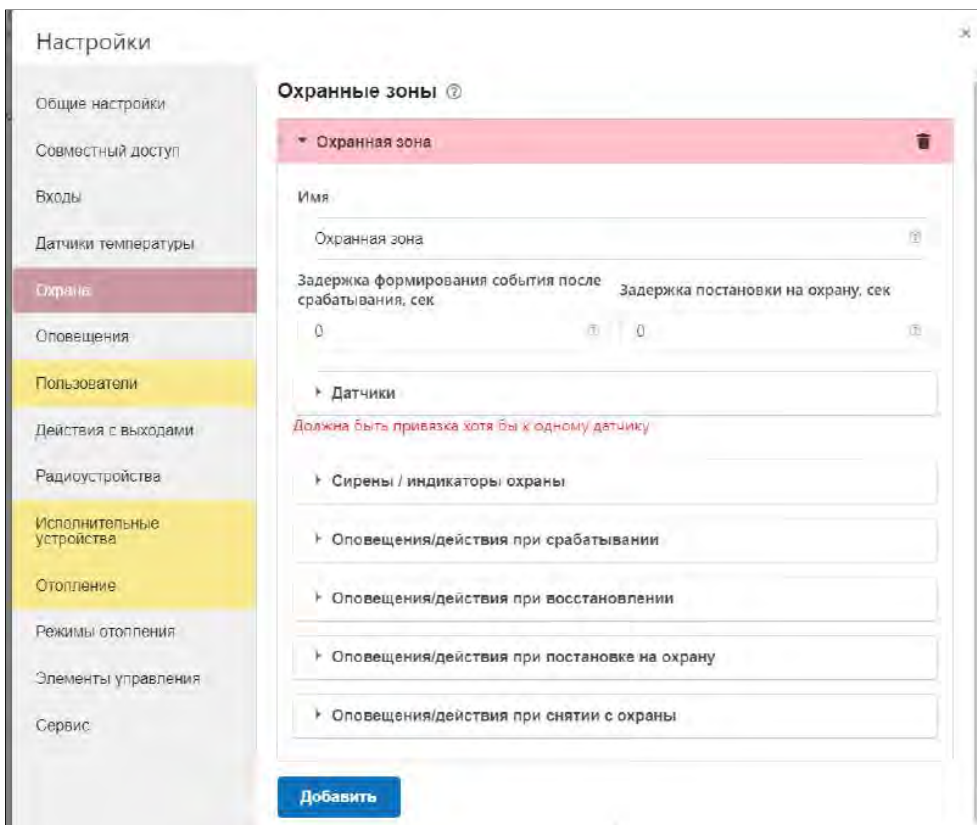 Настройки
Общие настройки
Совместный доступ
Входы
Датчики температуры
Охрана
Оповещения
Пользователи
Действия с выходами
Радиоустройства
Исполнительные
устройства
Отопление
Режимы отопления
Элементы управления
Сервис
Охранные зоны
Охранная зона
Имя
Охранная зона
Задержка формирования события после
срабатывания, сек
Задержка постановки на охрану, сек
0
0
Датчики
Должна быть привязка хотя бы к одному датчику
Сирены / индикаторы охраны
Оповещения/действия при срабатывании
Оповещения/действия при восстановлении
Оповещения/действия при постановке на охрану
Оповещения/действия при снятии с охраны
Добавить